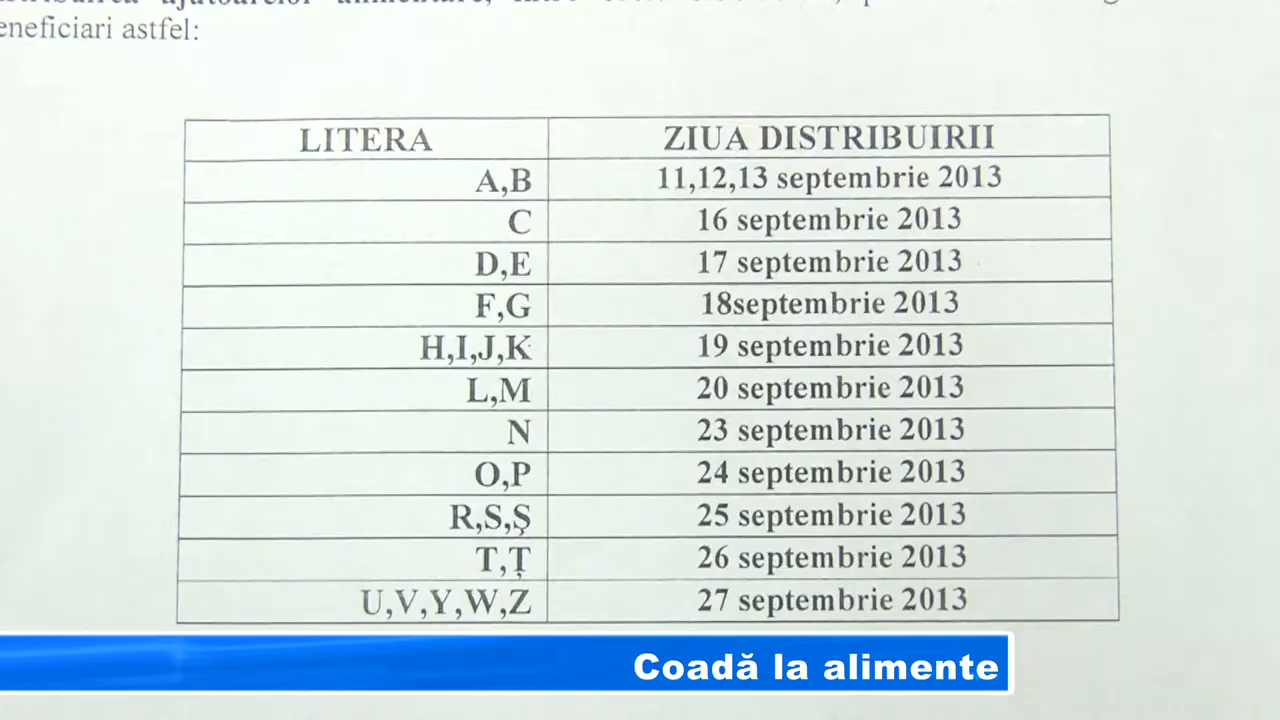 ajutoarelor alimentare,
beneficiari astfel:
LITERA ZIUA DISTRIBUIRII
A,B 11,12,13 septembrie 2013
C 16 septembrie 2013
D,E 17 septembrie 2013
F,G 18septembrie 2013
H,I,J,K 19 septembrie 2013
L,M 20 septembrie 2013
N 23 septembrie 2013
O,P 24 septembrie 2013
R,S,Ş 25 septembrie 2013
T,Ț 26 septembrie 2013
U,V,Y,W,Z 27 septembrie 2013
Coadă la alimente